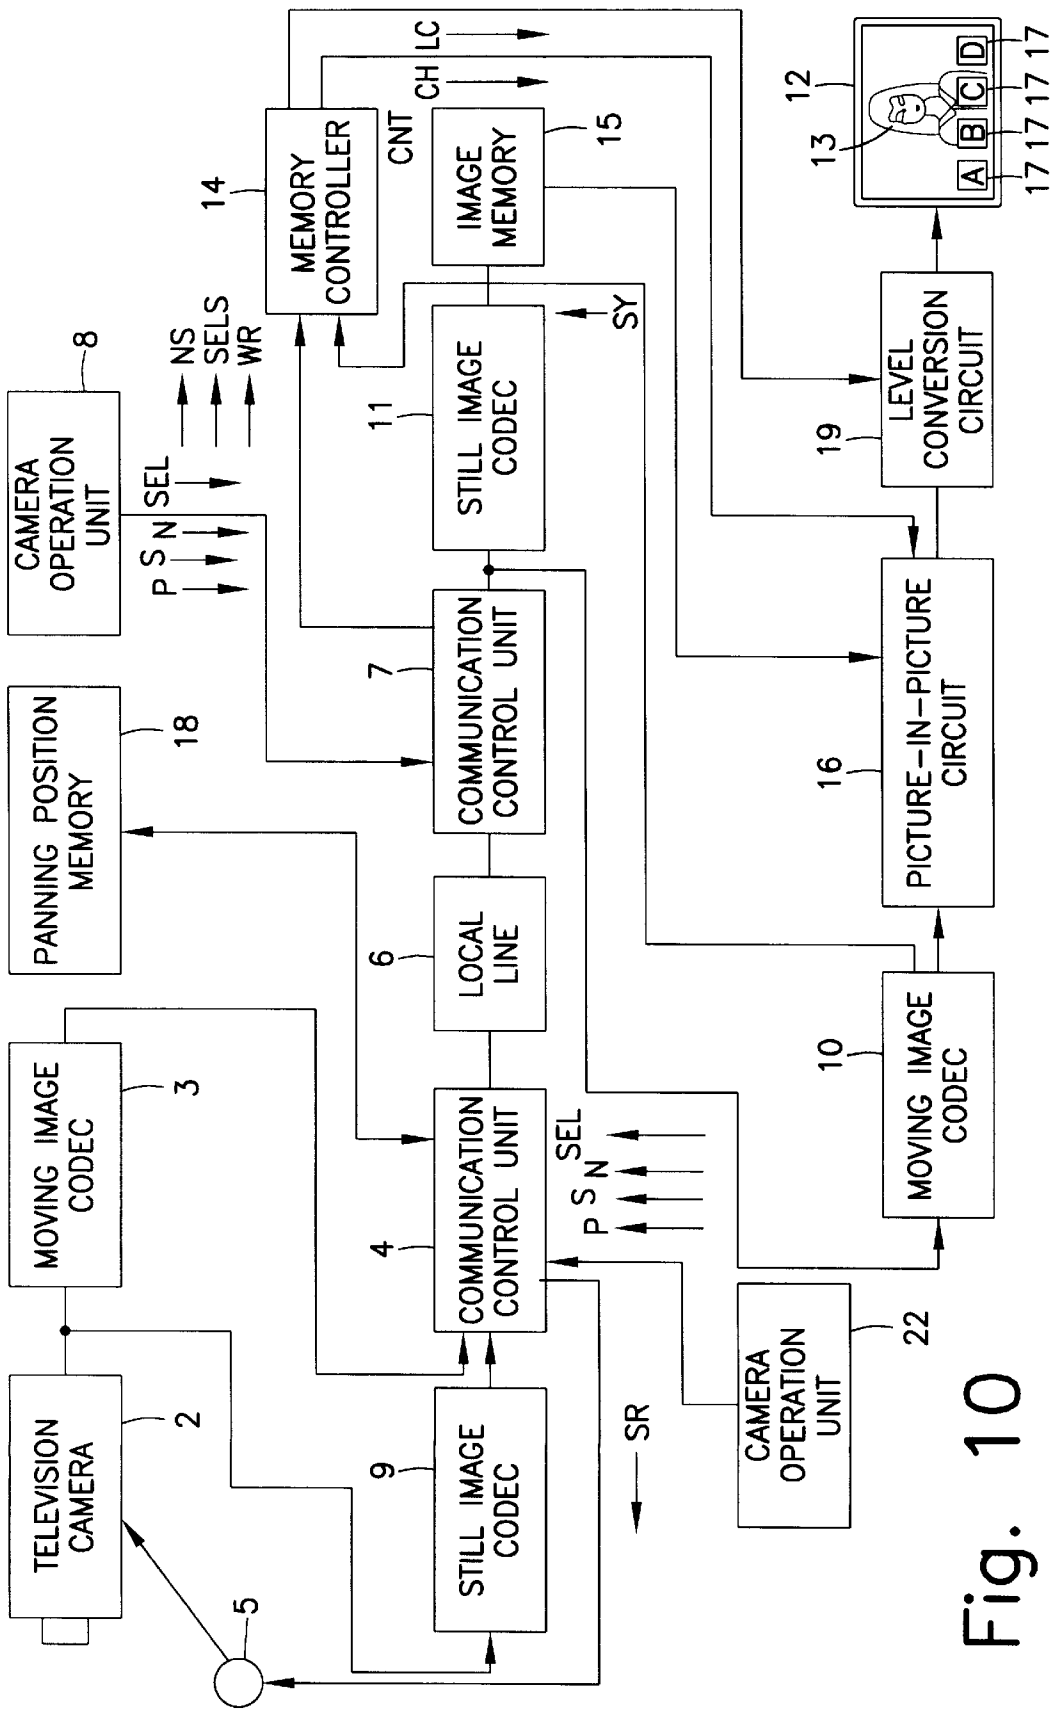 TELEVISION
CAMERA
2
MOVING IMAGE
CODEC
3
PANNING POSITION
MEMORY
18
CAMERA
OPERATION
UNIT
8
P
S
N
SEL
NS
SELS
WR
5
STILL IMAGE
CODEC
9
COMMUNICATION
CONTROL UNIT
4
LOCAL
LINE
6
COMMUNICATION
CONTROL UNIT
7
STILL IMAGE
CODEC
11
IMAGE
MEMORY
15
MEMORY
CONTROLLER
14
CNT
CH
LC
SY
SR
P
S
N
SEL
CAMERA
OPERATION
UNIT
22
MOVING IMAGE
CODEC
10
PICTURE-IN-PICTURE
CIRCUIT
16
LEVEL
CONVERSION
CIRCUIT
19
12
13
A
B
C
D
17
17
17
17
Fig. 10